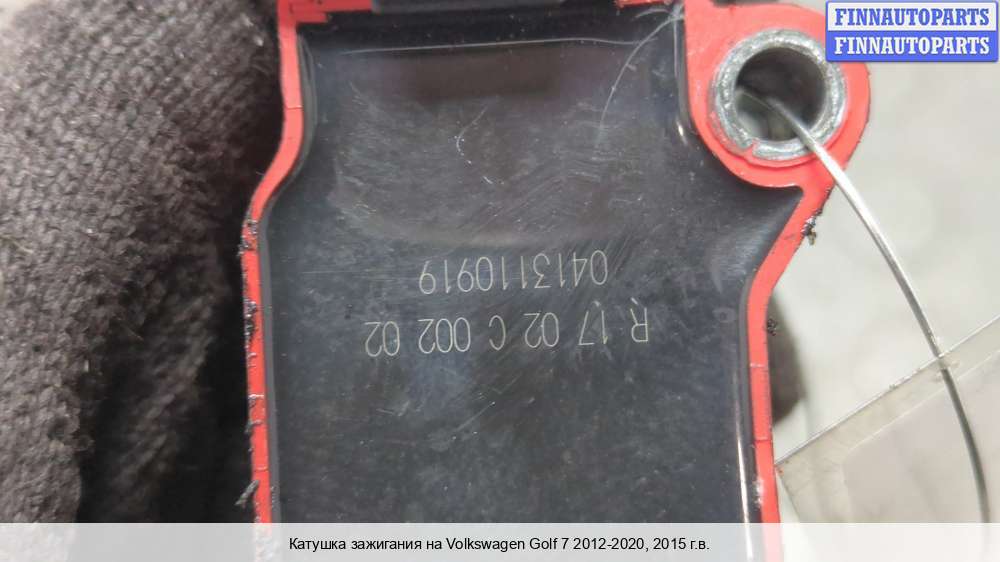 FINNAUTOPARTS
FINNAUTOPARTS
R 17 02 C 002 02
0413110919
Катушка зажигания на Volkswagen Golf 7 2012-2020, 2015 г.в.